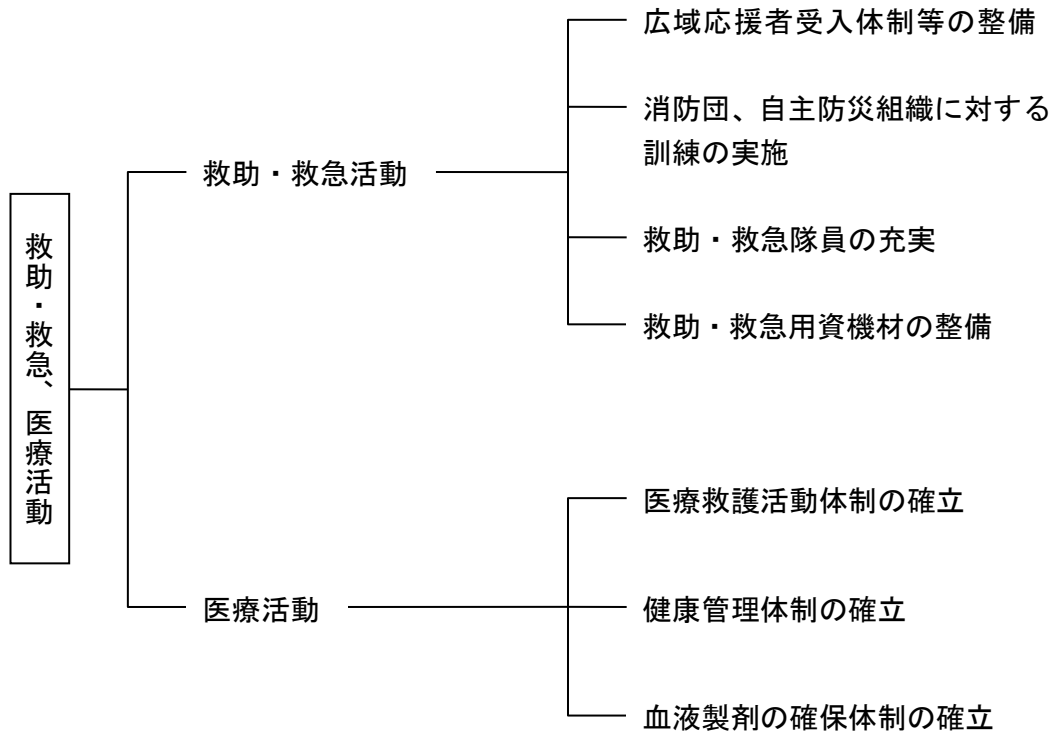 救助・救急、医療活動
救助・救急活動
広域応援者受入体制等の整備
消防団、自主防災組織に対する
訓練の実施
救助・救急隊員の充実
救助・救急用資機材の整備
医療活動
医療救護活動体制の確立
健康管理体制の確立
血液製剤の確保体制の確立